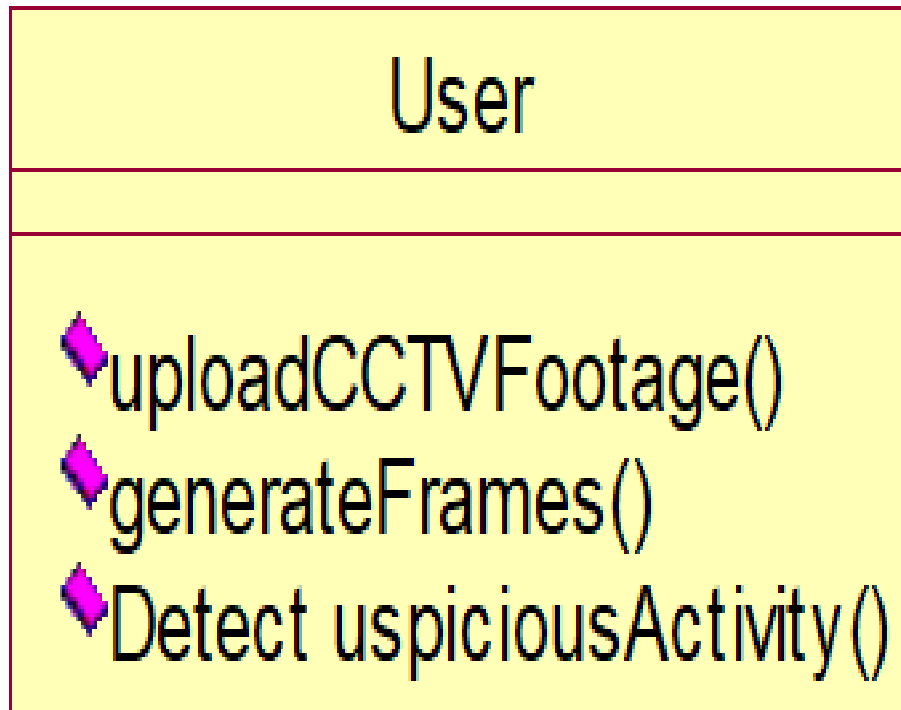 User
uploadCCTVFootage()
generateFrames()
Detect uspiciousActivity()